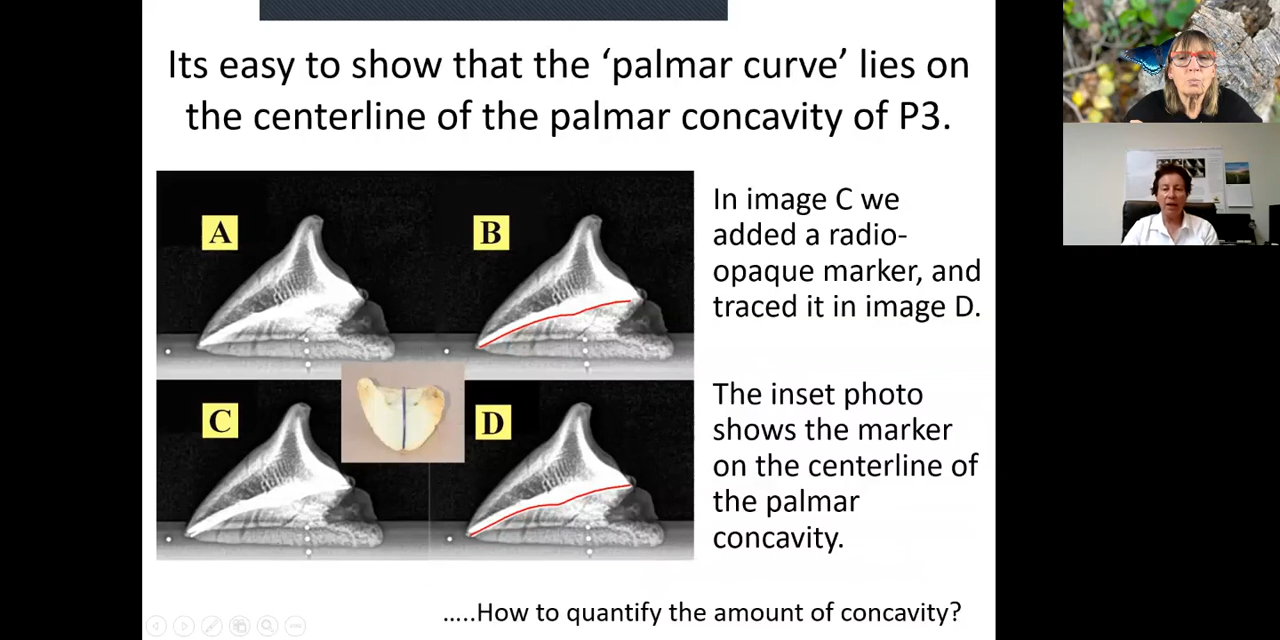 Its easy to show that the ‘palmar curve’ lies on
the centerline of the palmar concavity of P3.
A
B
C
D
In image C we
added a radio-
opaque marker, and
traced it in image D.
The inset photo
shows the marker
on the centerline of
the palmar
concavity.
…..How to quantify the amount of concavity?